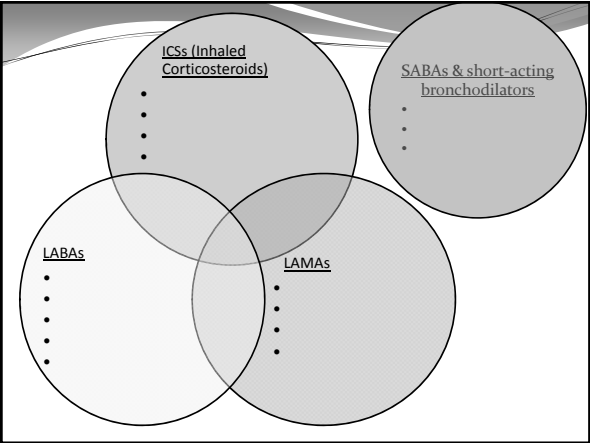 ICSs (Inhaled
Corticosteroids)
•
•
•
•
SABAs & short-acting
bronchodilators
•
•
•
LABAs
•
•
•
•
•
LAMAs
•
•
•
•